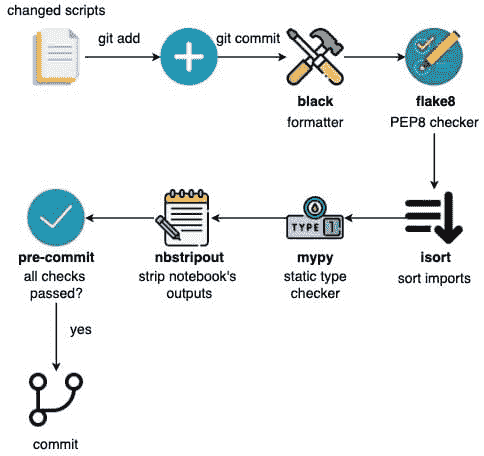 changed scripts
git add
git commit
black
formatter
flake8
PEP8 checker
pre-commit
all checks
passed?
nbstripout
strip notebook's
outputs
TYPE
mypy
static type
checker
isort
sort imports
yes
commit